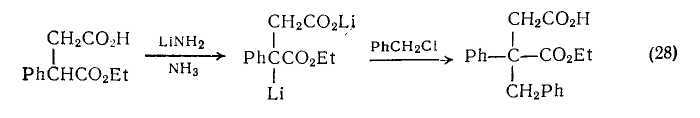 CH2CO2H
PhCHCO2Et
LiNH2
NH3
CH2CO2Li
PhCCO2Et
Li
PhCH2Cl
CH2CO2H
Ph—C—CO2Et
CH2Ph
(28)